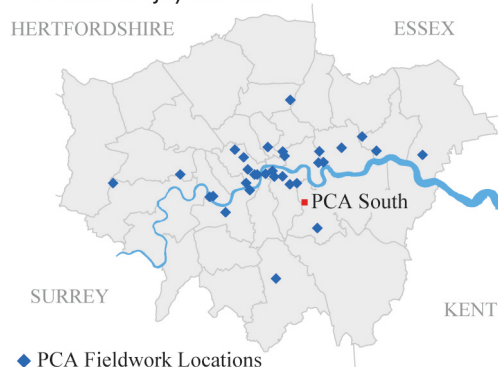 HERTFORDSHIRE
ESSEX
PCA South
SURREY
KENT
PCA Fieldwork Locations